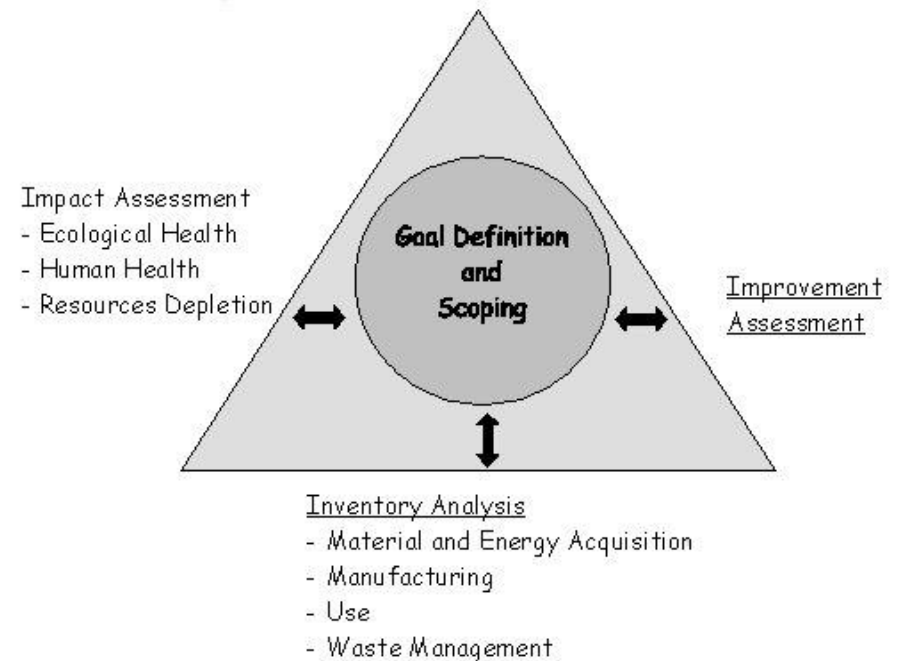 Impact Assessment
- Ecological Health
- Human Health
- Resources Depletion
Goal Definition
and
Scoping
Improvement
Assessment
Inventory Analysis
- Material and Energy Acquisition
- Manufacturing
- Use
- Waste Management